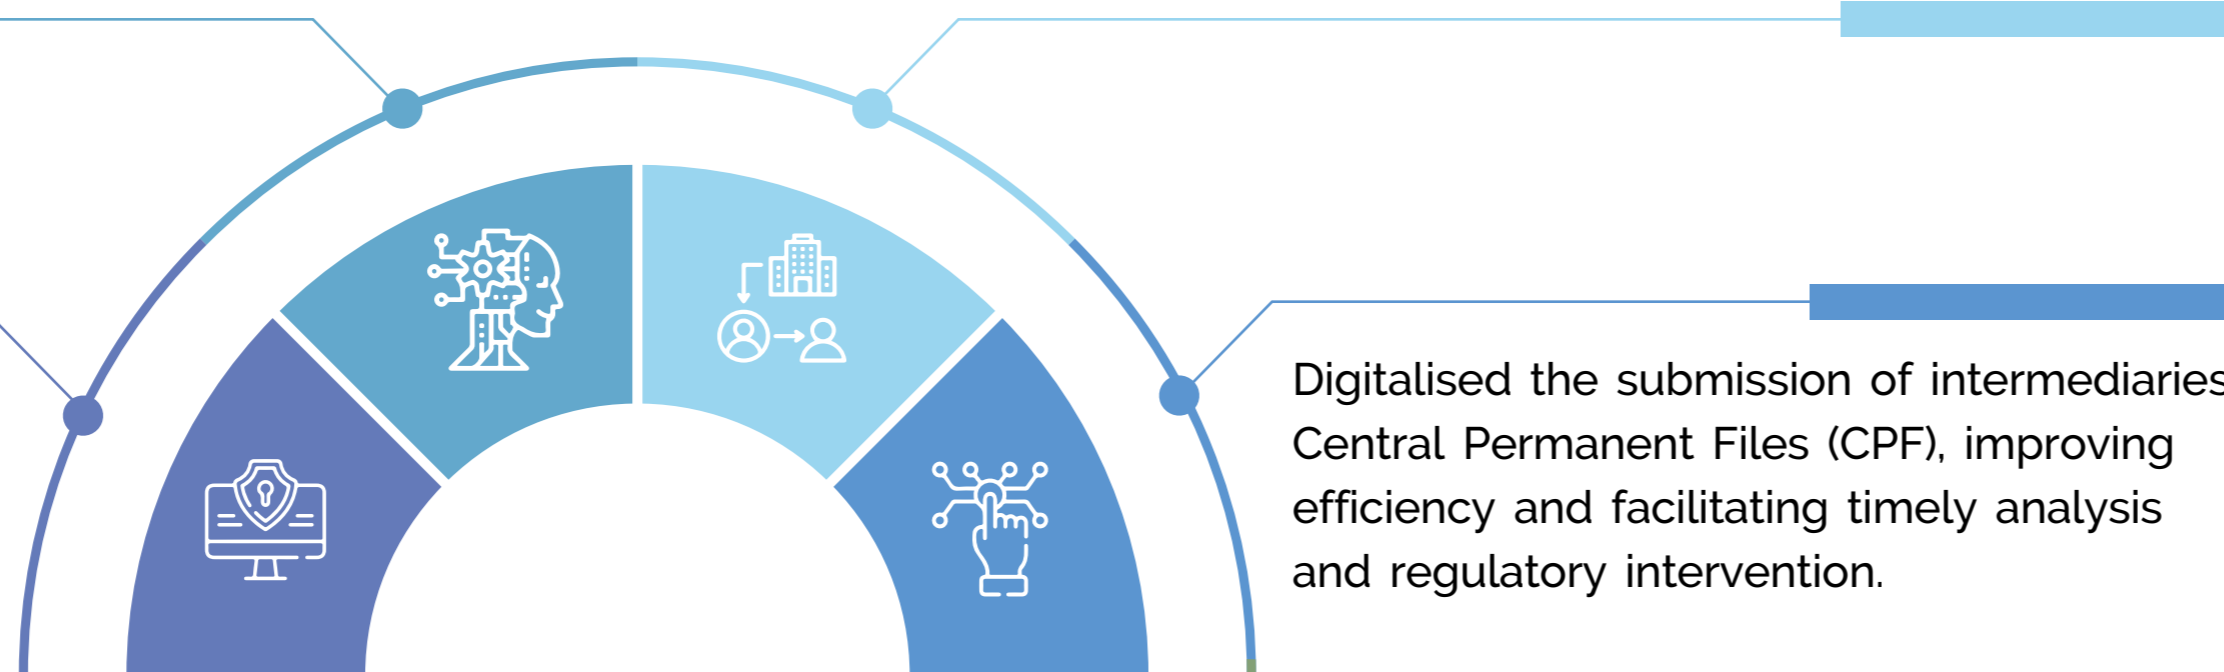 Digitalised the submission of intermediaries
Central Permanent Files (CPF), improving
efficiency and facilitating timely analysis
and regulatory intervention.